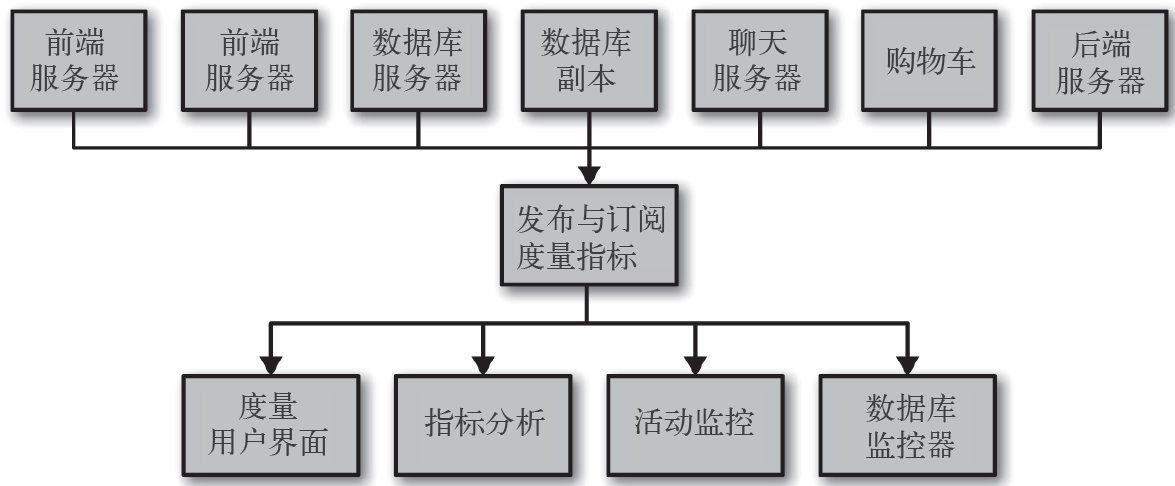 前端
服务器
前端
服务器
数据库
服务器
数据库
副本
聊天
服务器
购物车
后端
服务器
发布与订阅
度量指标
度量
用户界面
指标分析
活动监控
数据库
监控器